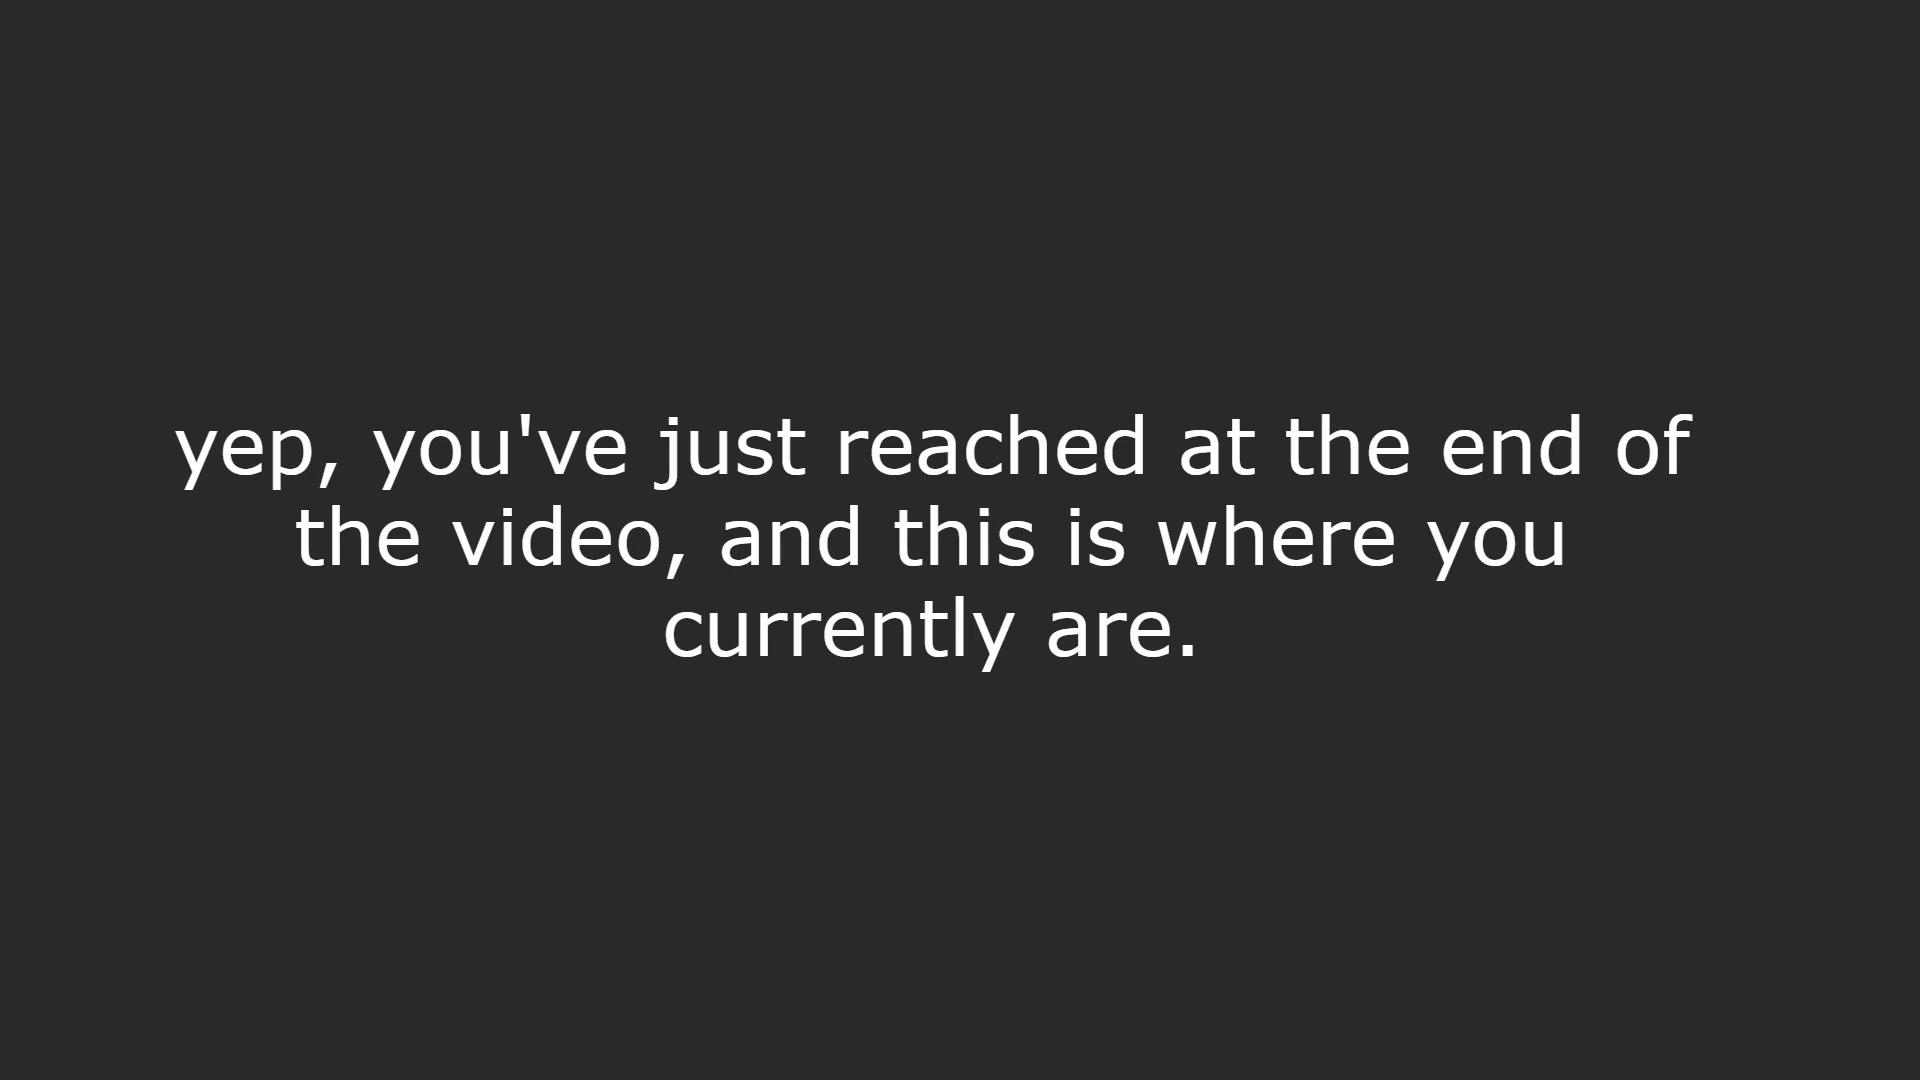 yep, you've just reached at the end of
the video, and this is where you
currently are.